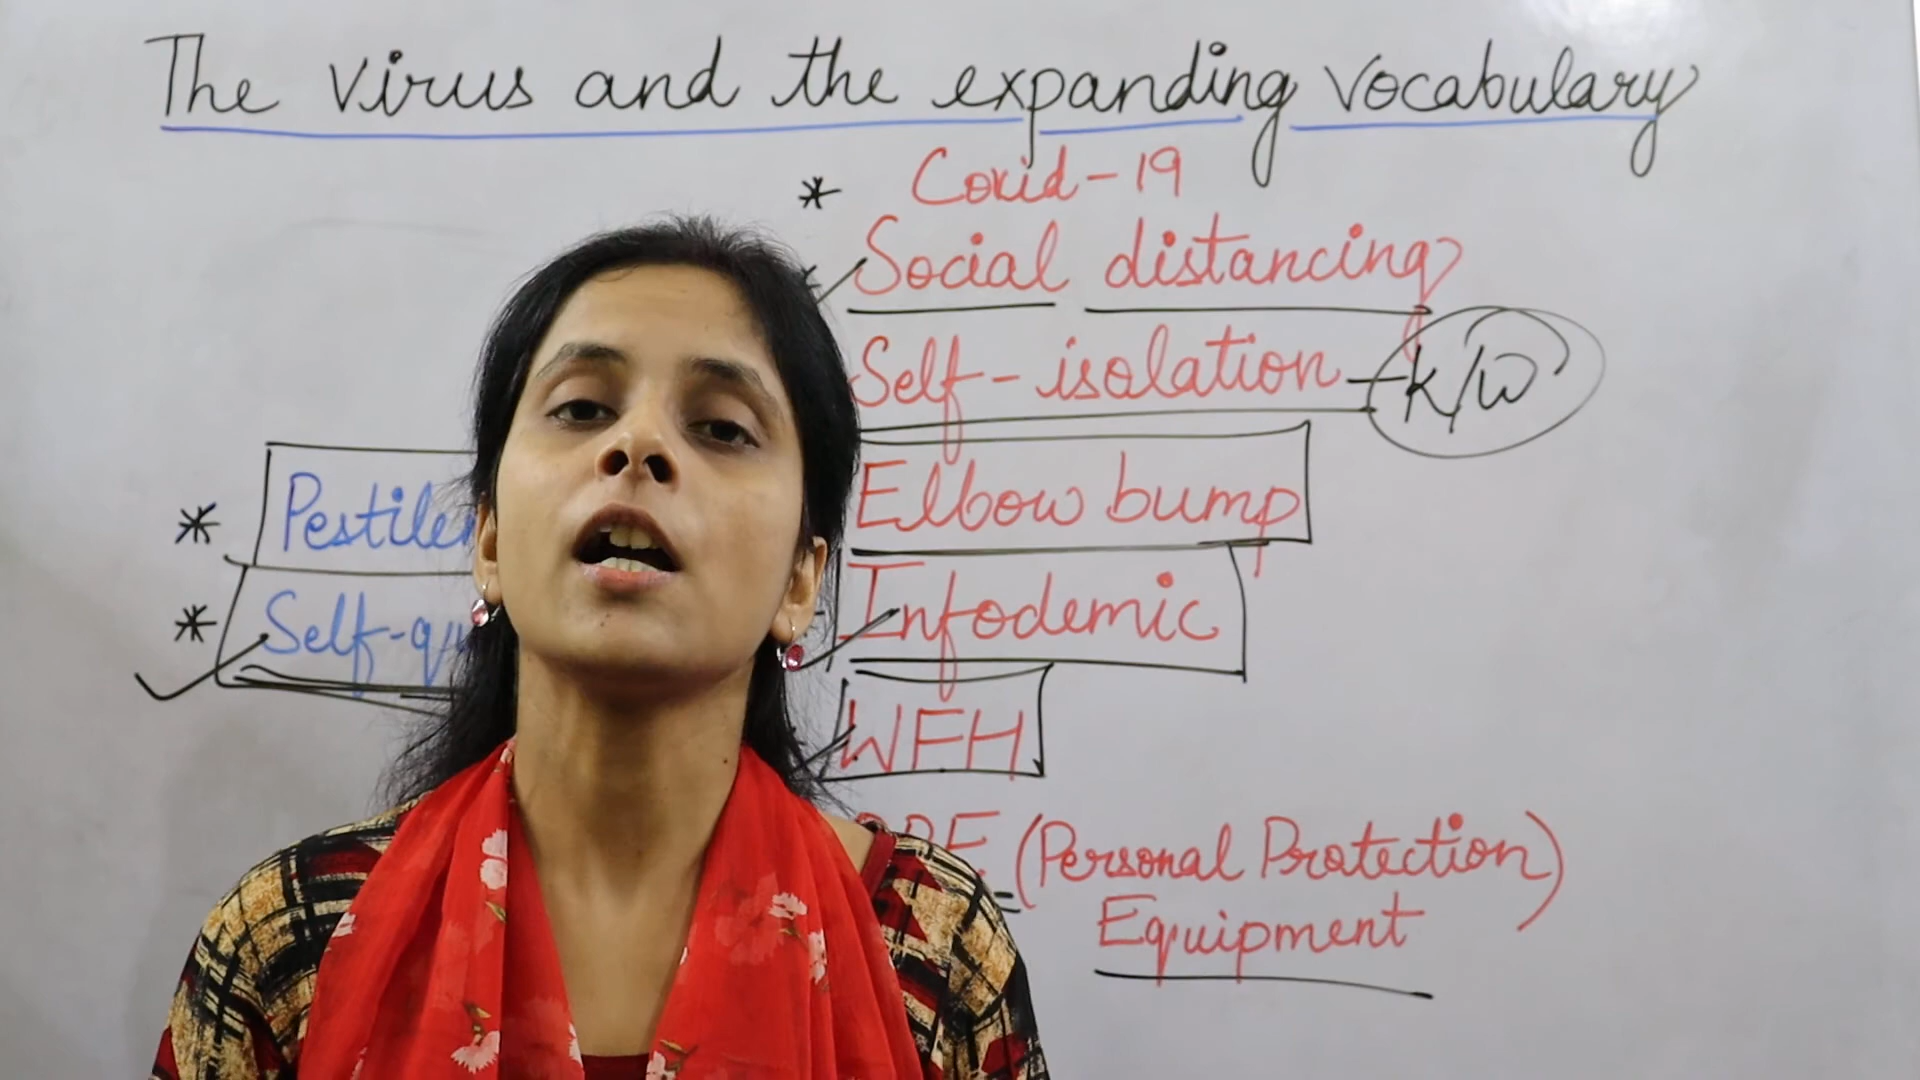 The virus and the expanding vocabulary
* Covid-19
Social distancing
Self-isolation - K/W
* Elbow bump
* Infodemic
WFH
(Personal Protection)
Equipment